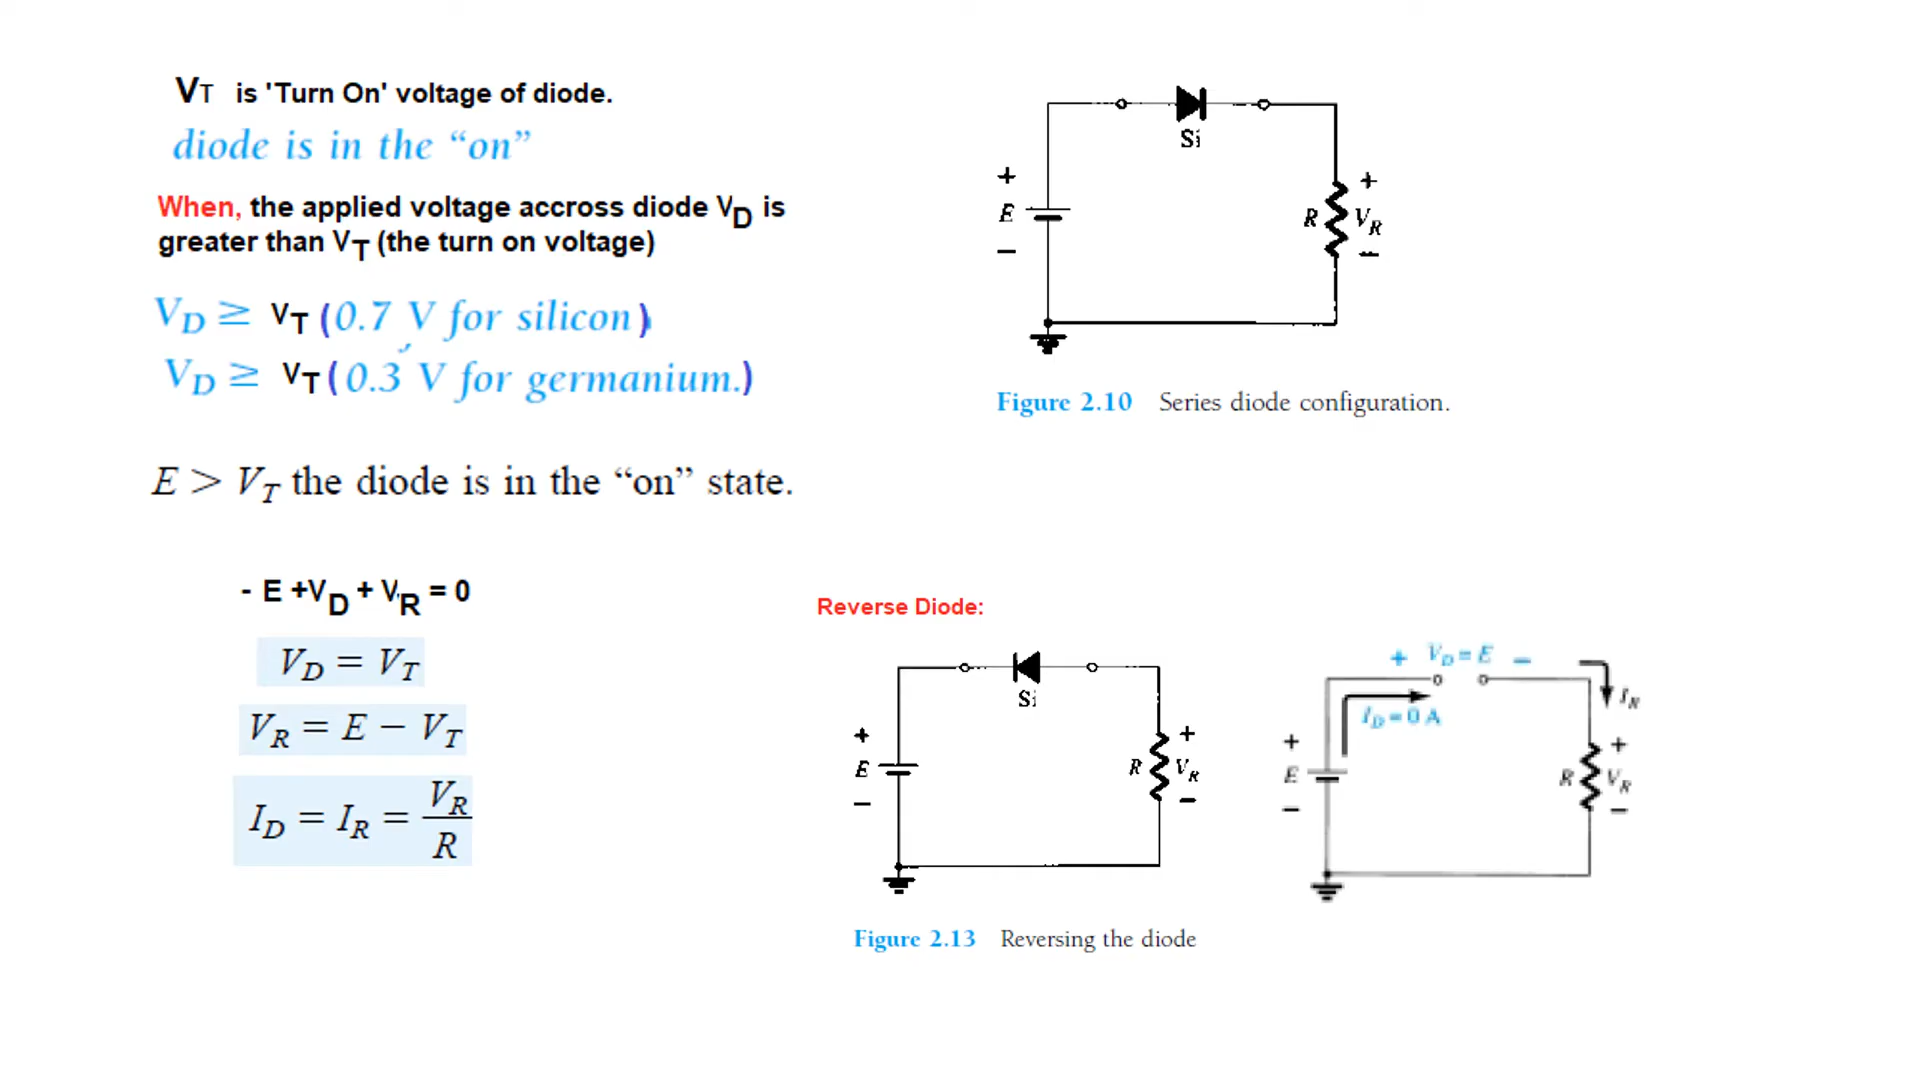 VT is 'Turn On' voltage of diode.
diode is in the “on”
When, the applied voltage accross diode VD is
greater than VT (the turn on voltage)
VD ≥ VT (0.7 V for silicon)
VD ≥ VT (0.3 V for germanium.)
E > VT the diode is in the “on” state.
- E +VD + VR = 0
VD = VT
VR = E − VT
ID = IR = VR
R
Si
+
E
−
R
+
VR
−
Figure 2.10 Series diode configuration.
Reverse Diode:
Si
+
E
−
R
+
VR
−
Figure 2.13 Reversing the diode
+ VD = E −
IR
ID = 0 A
+
E
−
R
+
VR
−